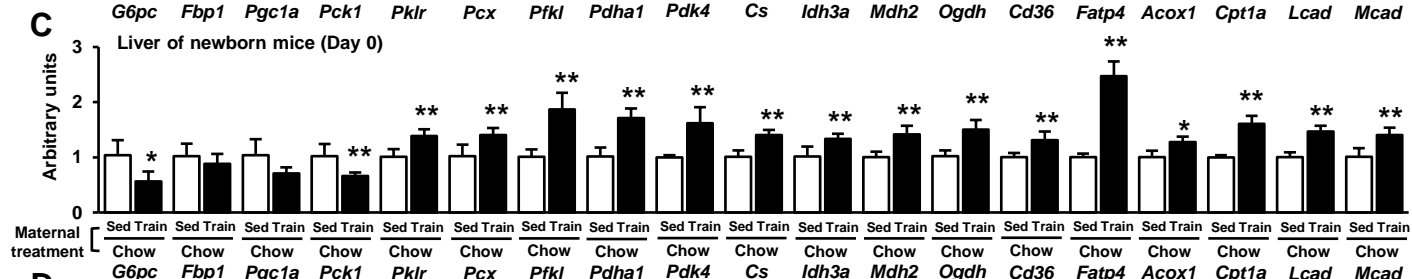 G6pc Fbp1 Pgc1a Pck1 Pklr Pcx Pfkl Pdha1 Pdk4 Cs Idh3a Mdh2 Ogdh Cd36 Fatp4 Acox1 Cpt1a Lcad Mcad
C
Liver of newborn mice (Day 0)
Arbitrary units
3
2
1
0
* ** ** ** ** ** ** ** ** ** ** ** ** * ** ** **
Maternal treatment
Sed Train Sed Train Sed Train Sed Train Sed Train Sed Train Sed Train Sed Train Sed Train Sed Train Sed Train Sed Train Sed Train Sed Train Sed Train Sed Train Sed Train Sed Train Sed Train
Chow Chow Chow Chow Chow Chow Chow Chow Chow Chow Chow Chow Chow Chow Chow Chow Chow Chow Chow
G6pc Fbp1 Pgc1a Pck1 Pklr Pcx Pfkl Pdha1 Pdk4 Cs Idh3a Mdh2 Ogdh Cd36 Fatp4 Acox1 Cpt1a Lcad Mcad